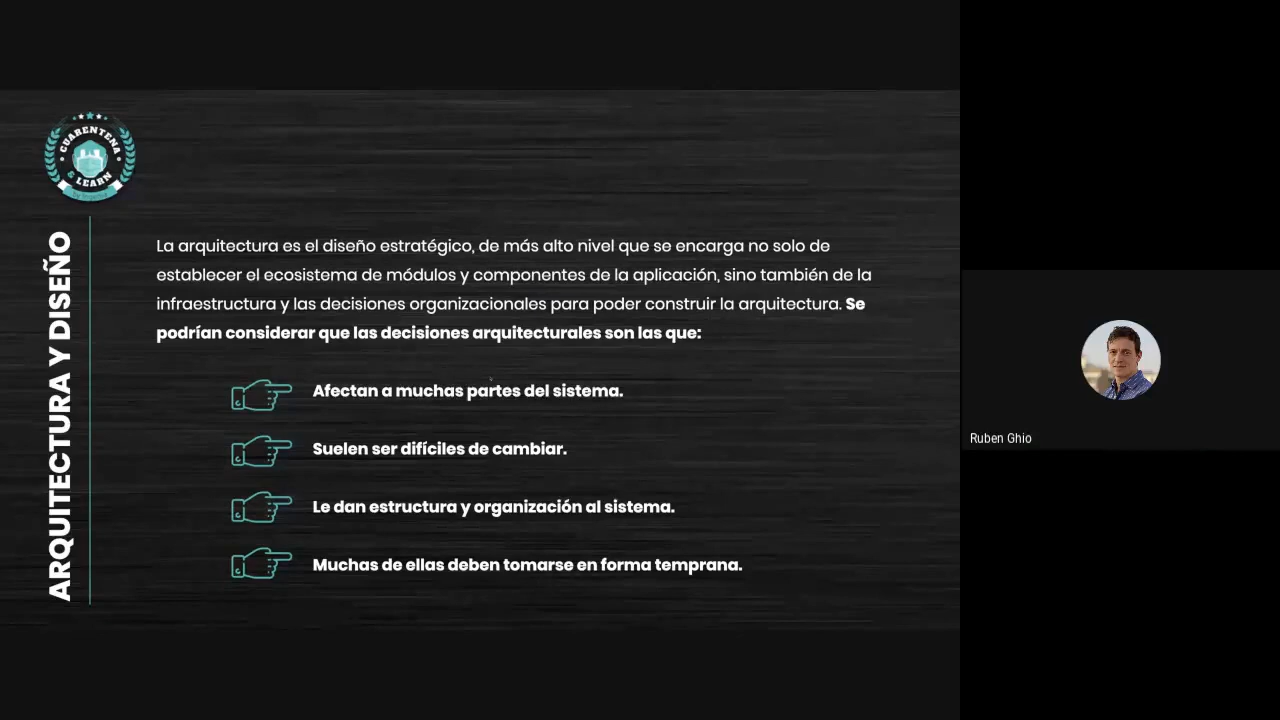 CUARENTENA
& LEARN
ARQUITECTURA Y DISEÑO
La arquitectura es el diseño estratégico, de más alto nivel que se encarga no solo de
establecer el ecosistema de módulos y componentes de la aplicación, sino también de la
infraestructura y las decisiones organizacionales para poder construir la arquitectura. Se
podrían considerar que las decisiones arquitecturales son las que:
Afectan a muchas partes del sistema.
Suelen ser difíciles de cambiar.
Le dan estructura y organización al sistema.
Muchas de ellas deben tomarse en forma temprana.
Ruben Ghio